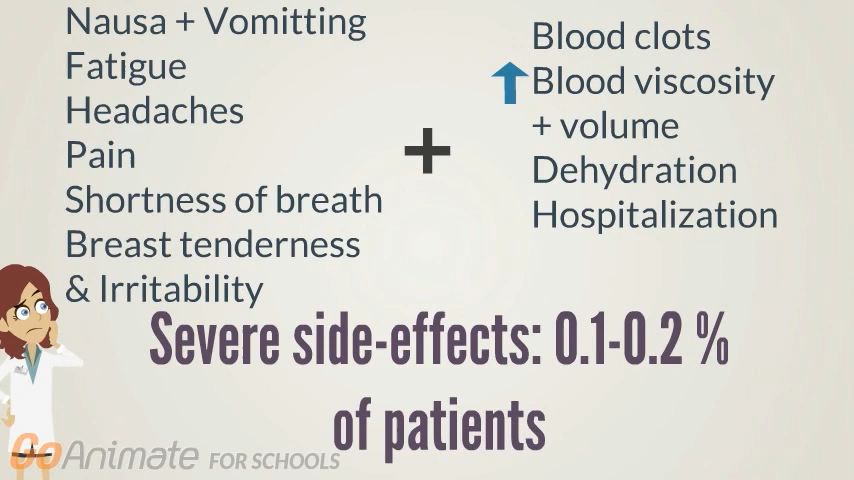 Nausa + Vomitting
Fatigue
Headaches
Pain
Shortness of breath
Breast tenderness
& Irritability
+
Blood clots
Blood viscosity
+ volume
Dehydration
Hospitalization
Severe side-effects: 0.1-0.2 %
of patients
GoAnimate FOR SCHOOLS